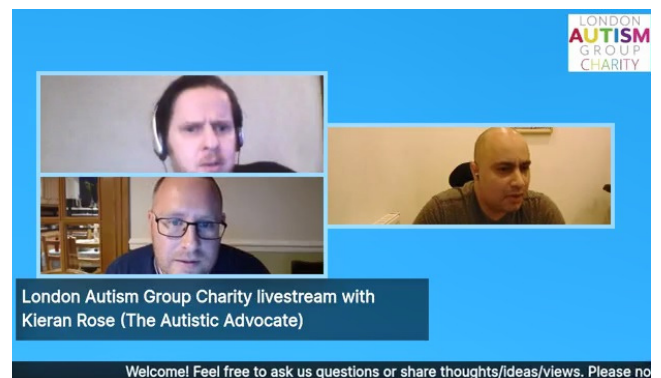 LONDON
AUTISM
GROUP
CHARITY
London Autism Group Charity livestream with
Kieran Rose (The Autistic Advocate)
Welcome! Feel free to ask us questions or share thoughts/ideas/views. Please no